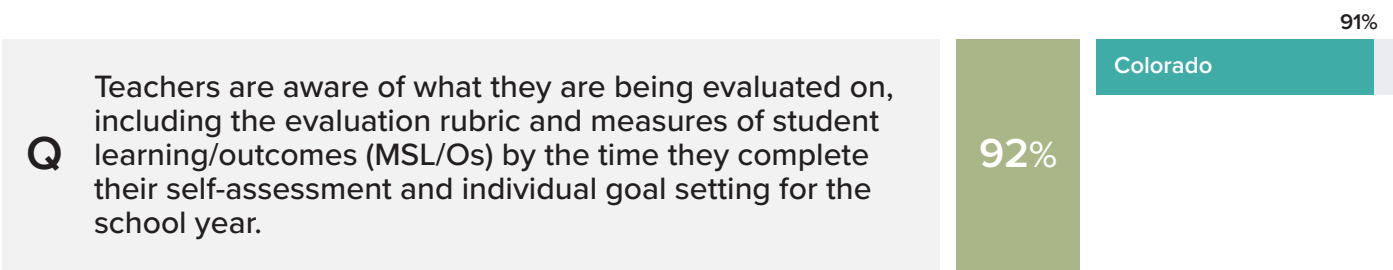 91%
Colorado
Q
Teachers are aware of what they are being evaluated on,
including the evaluation rubric and measures of student
learning/outcomes (MSL/Os) by the time they complete
their self-assessment and individual goal setting for the
school year.
92%